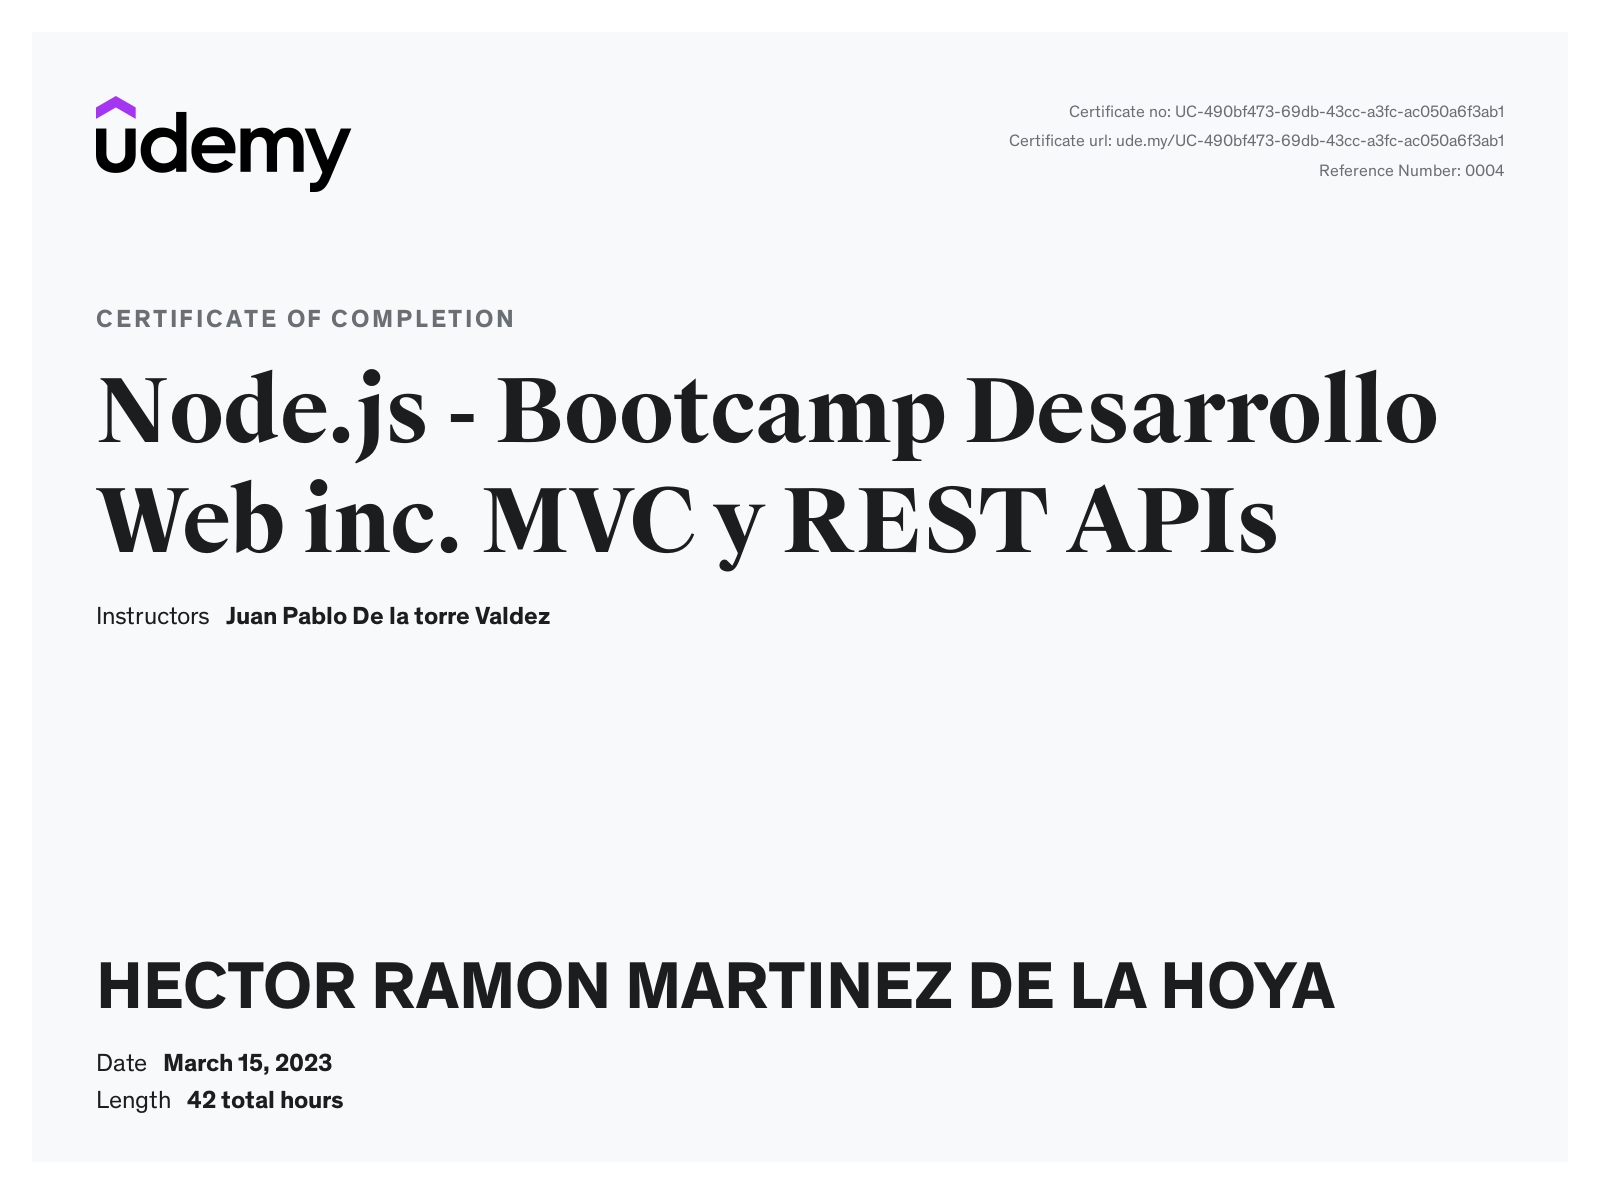 udemy
Certificate no: UC-490bf473-69db-43cc-a3fc-ac050a6f3ab1
Certificate url: ude.my/UC-490bf473-69db-43cc-a3fc-ac050a6f3ab1
Reference Number: 0004
CERTIFICATE OF COMPLETION
Node.js - Bootcamp Desarrollo
Web inc. MVC y REST APIs
Instructors Juan Pablo De la torre Valdez
HECTOR RAMON MARTINEZ DE LA HOYA
Date March 15, 2023
Length 42 total hours